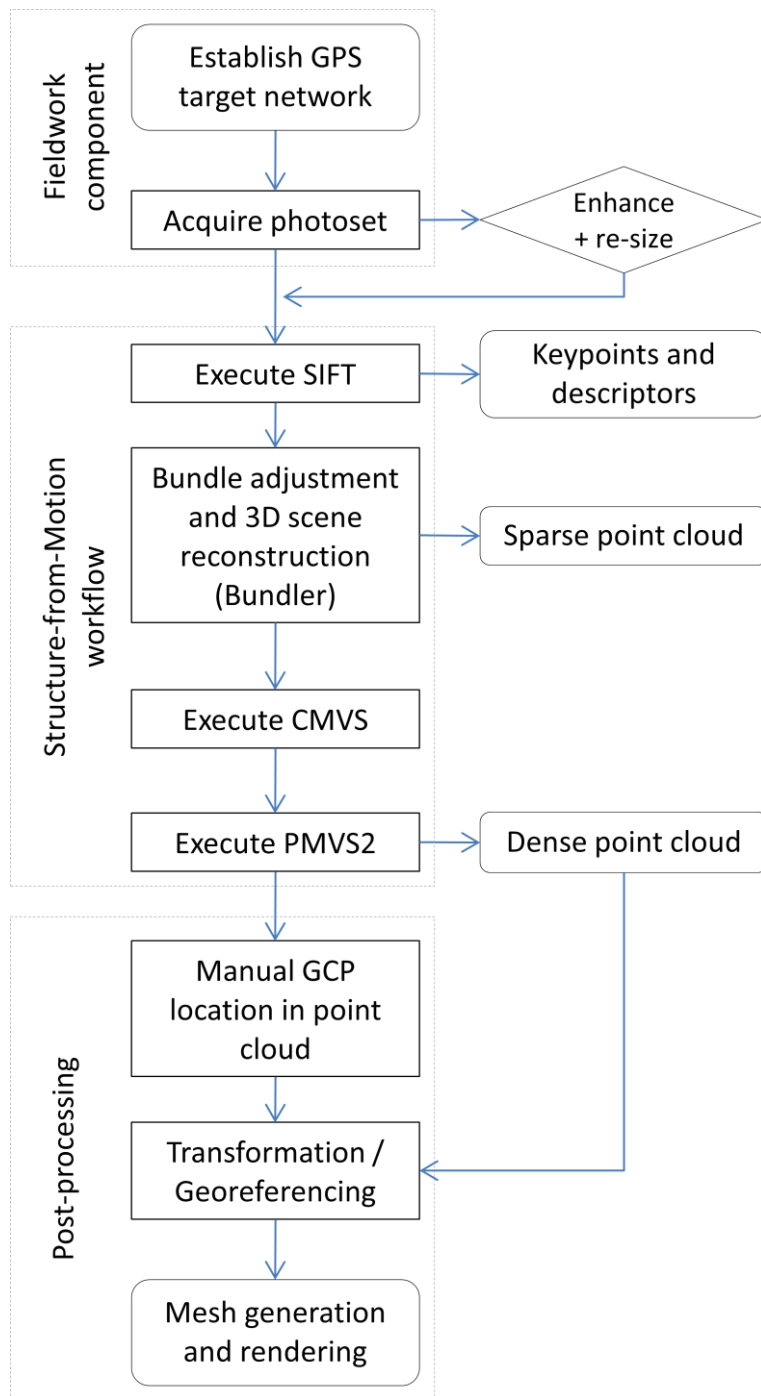 Fieldwork
component
Establish GPS
target network
Acquire photoset
Enhance
+ re-size
Structure-from-Motion
workflow
Execute SIFT
Keypoints and
descriptors
Bundle adjustment
and 3D scene
reconstruction
(Bundler)
Sparse point cloud
Execute CMVS
Execute PMVS2
Dense point cloud
Post-processing
Manual GCP
location in point
cloud
Transformation /
Georeferencing
Mesh generation
and rendering